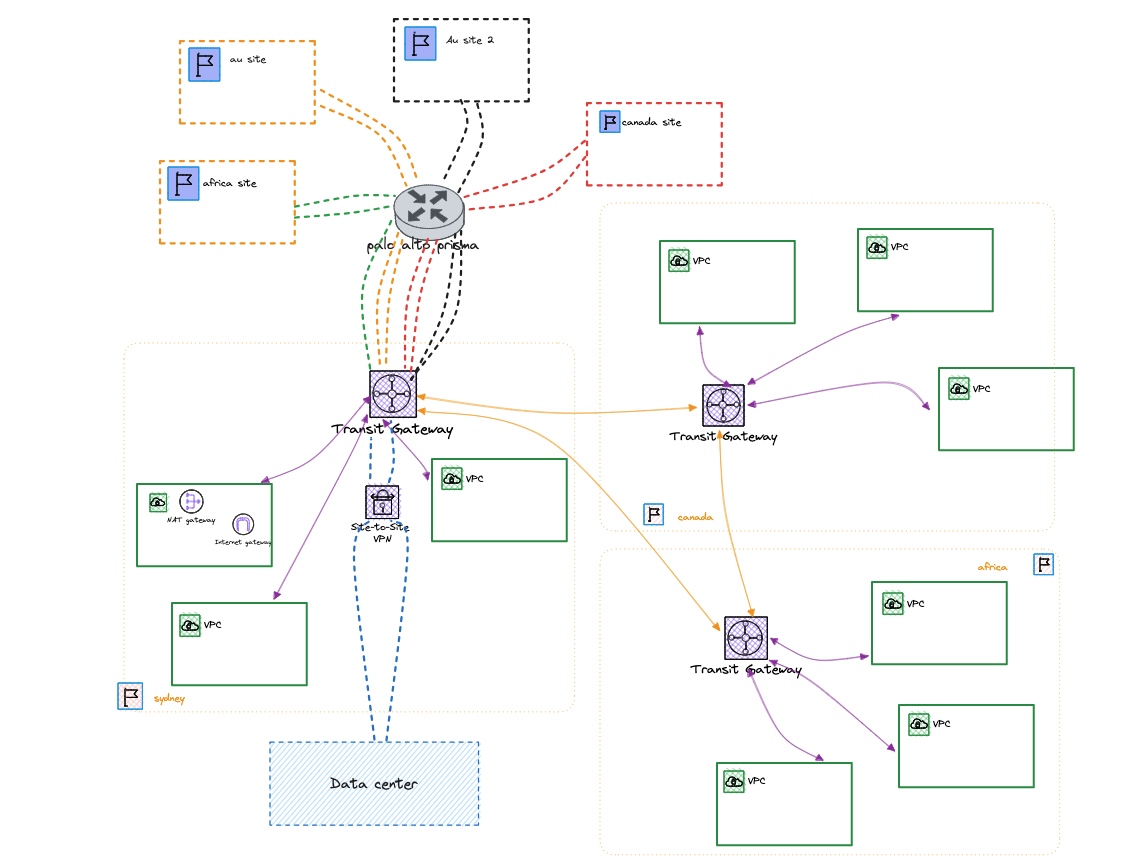 Au site 2
au site
canada site
africa site
palo alto prisma
VPC
VPC
VPC
Transit Gateway
Transit Gateway
VPC
NAT gateway
Internet gateway
Site-to-Site
VPN
canada
africa
VPC
VPC
Transit Gateway
sydney
VPC
VPC
Data center